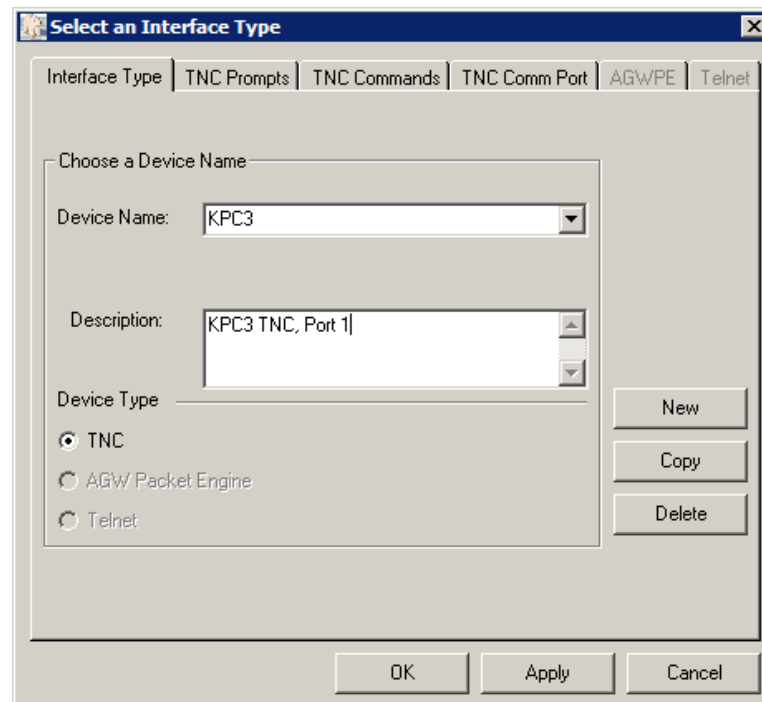 Select an Interface Type
Interface Type TNC Prompts TNC Commands TNC Comm Port AGWPE Telnet
Choose a Device Name
Device Name: KPC3
Description: KPC3 TNC, Port 1
Device Type
TNC
AGW Packet Engine
Telnet
New
Copy
Delete
OK Apply Cancel